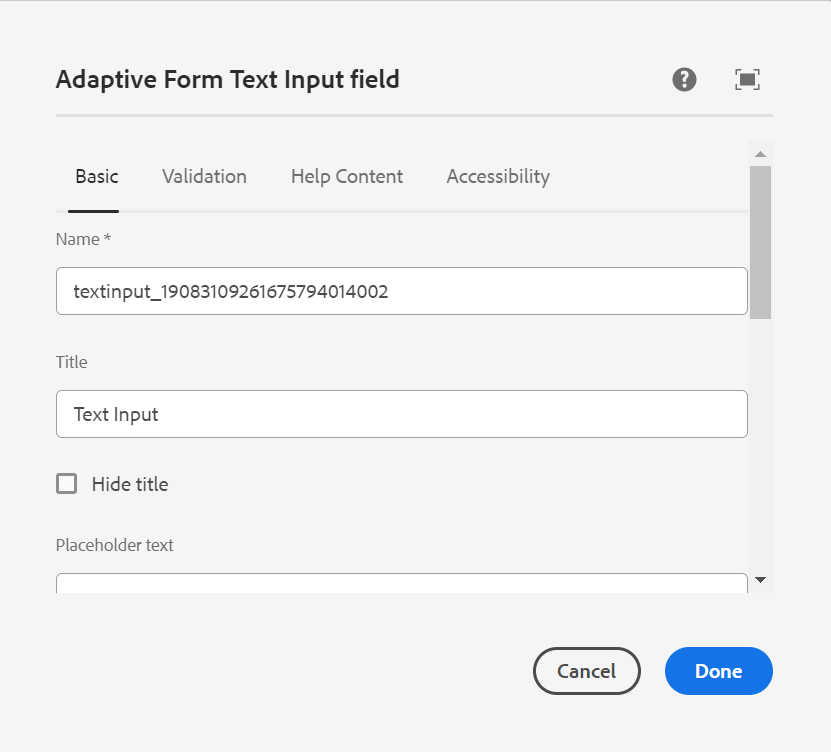 Adaptive Form Text Input field
Basic Validation Help Content Accessibility
Name *
textinput_19083109261675794014002
Title
Text Input
Hide title
Placeholder text
Cancel Done